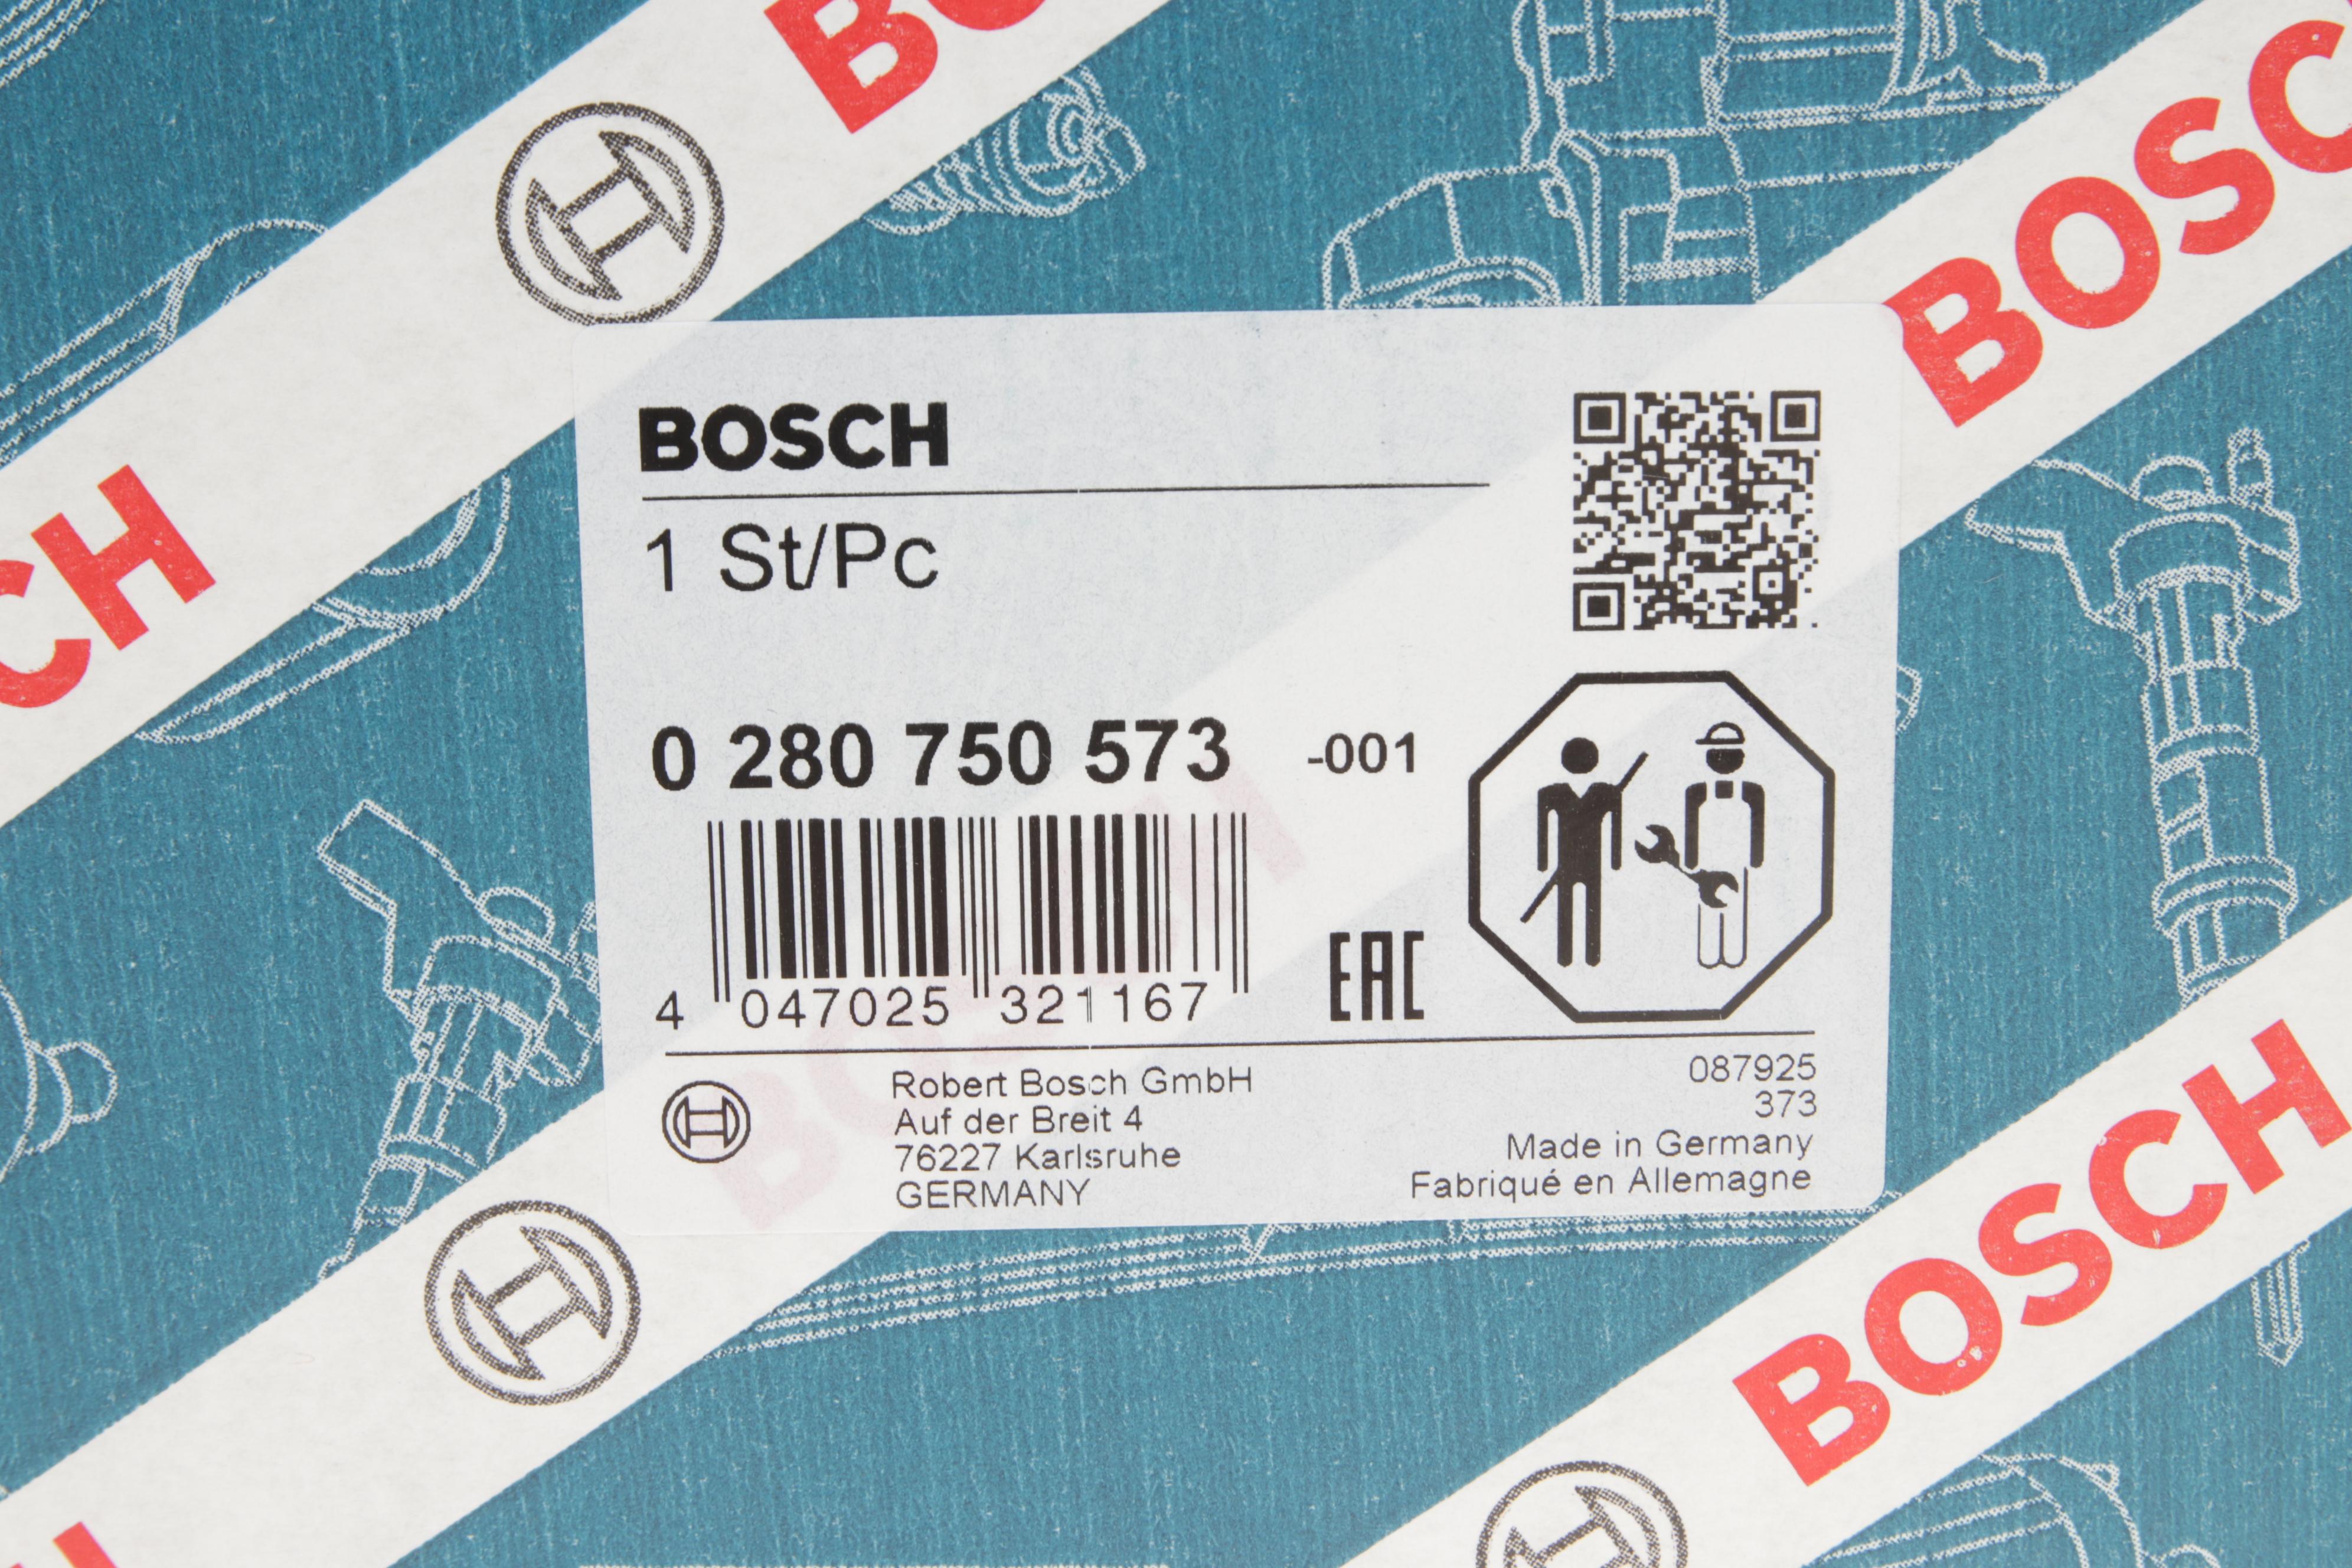 BOSCH
BOSCH
CH
BOSCH
1 St/Pc
0 280 750 573 -001
4 047025 321167
EAC
Robert Bosch GmbH
Auf der Breit 4
76227 Karlsruhe
GERMANY
087925
373
Made in Germany
Fabriqué en Allemagne
BOSCH
BOSCH
H